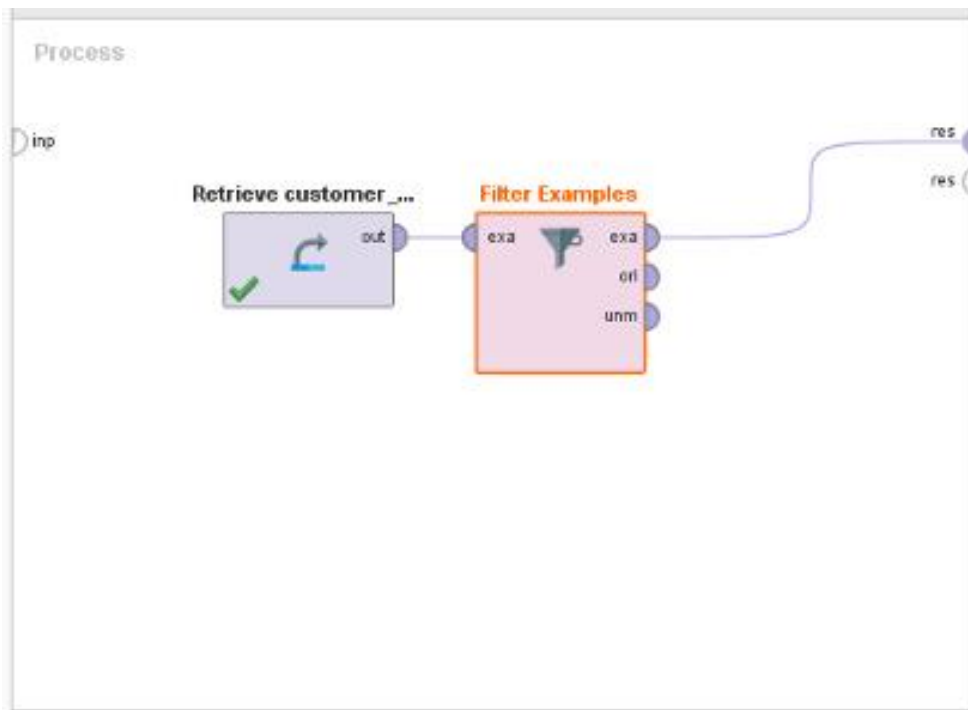 Process
inp
res
res
Retrieve customer_...
Filter Examples
out
exa
exa
ori
unm